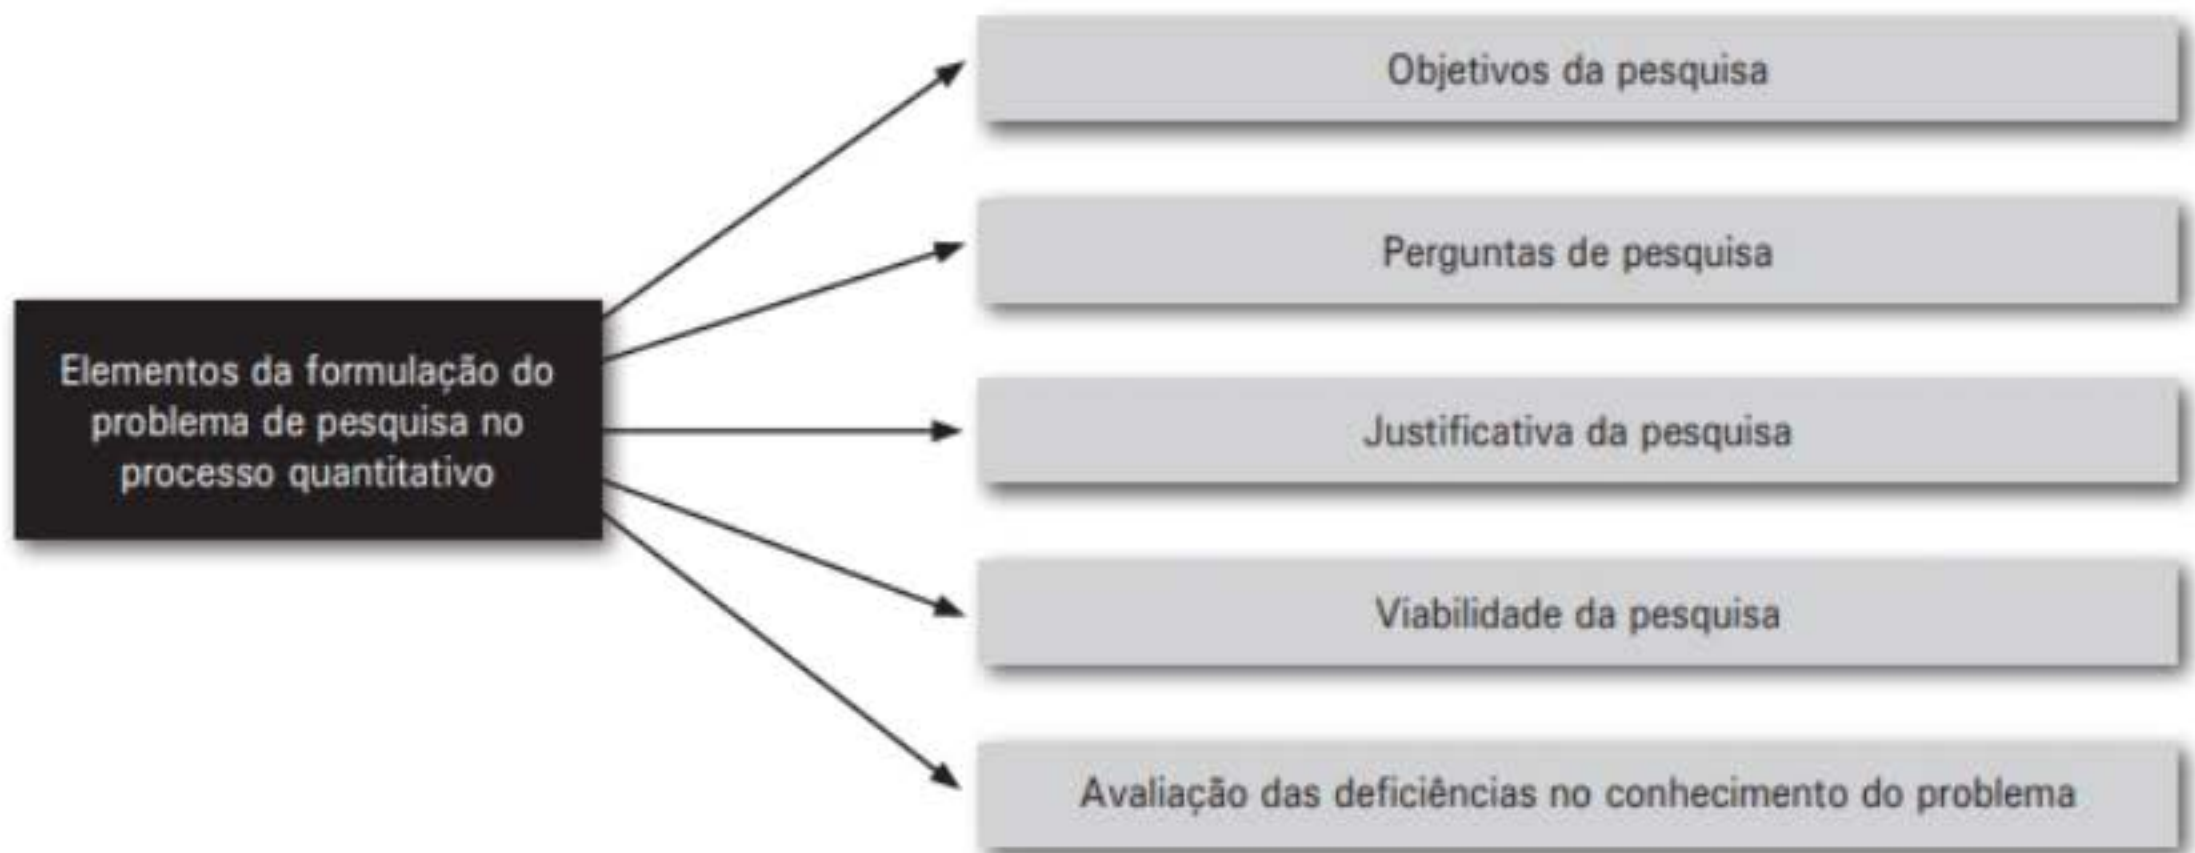 Elementos da formulação do
problema de pesquisa no
processo quantitativo
Objetivos da pesquisa
Perguntas de pesquisa
Justificativa da pesquisa
Viabilidade da pesquisa
Avaliação das deficiências no conhecimento do problema